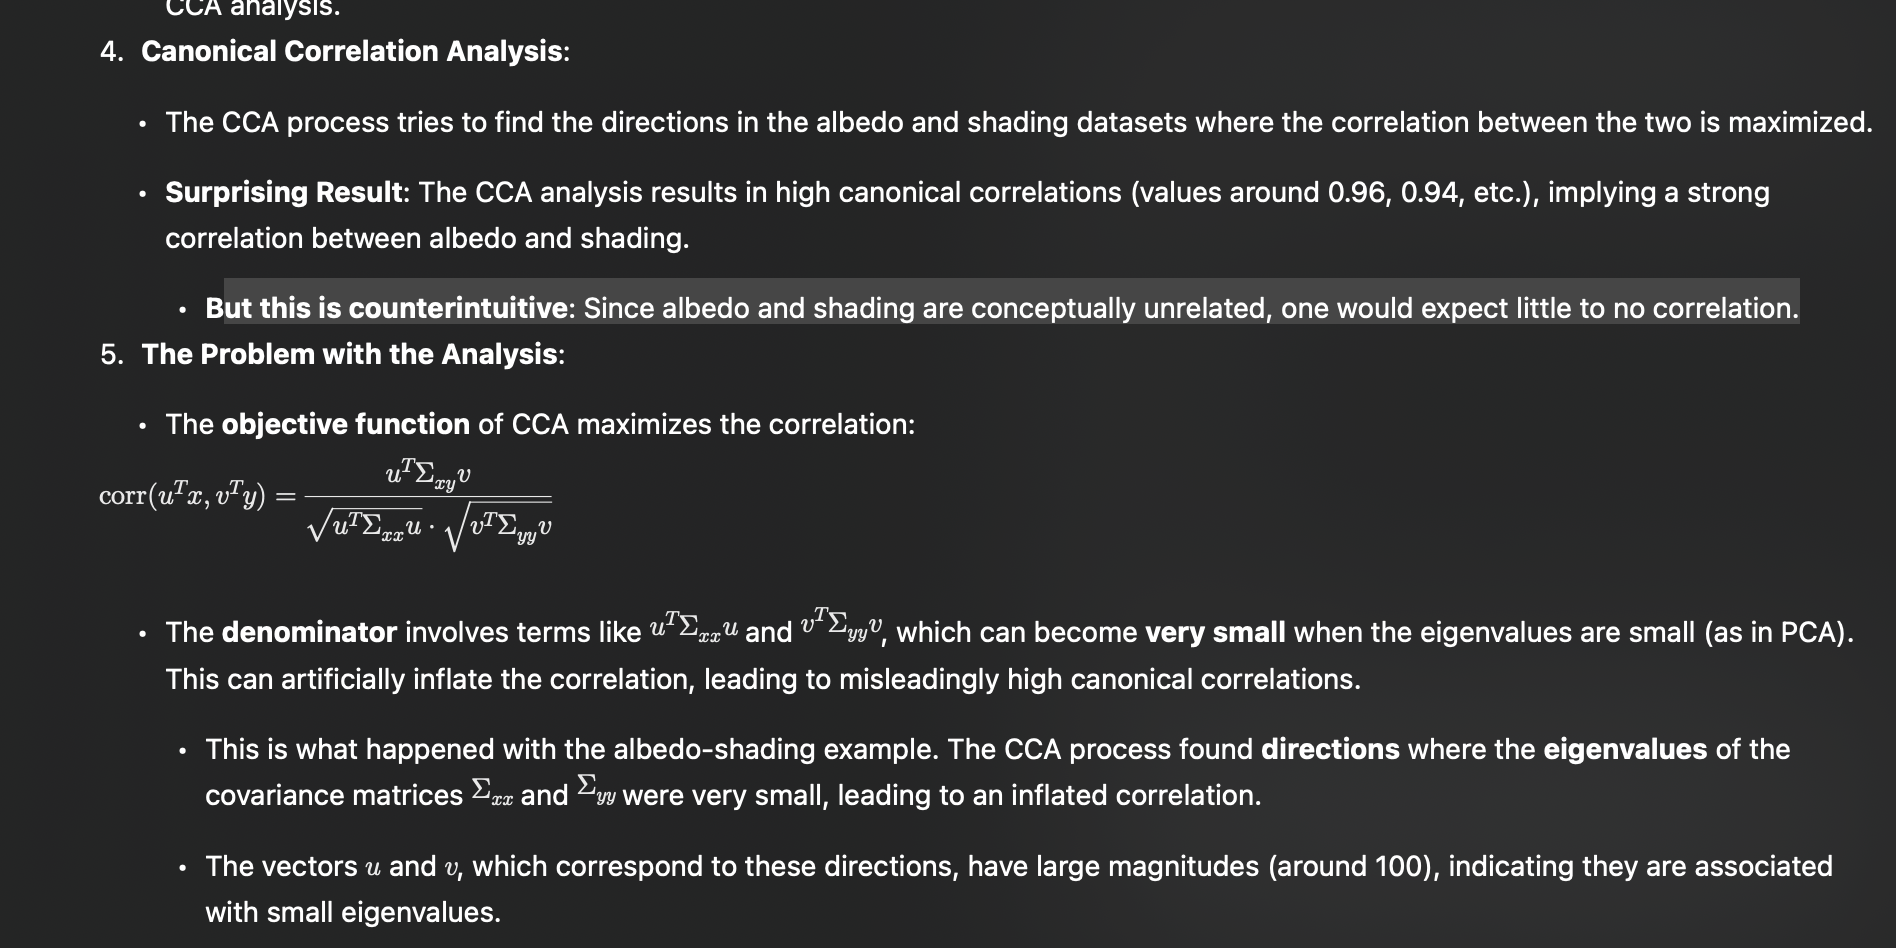 CCA analysis.
4. Canonical Correlation Analysis:
• The CCA process tries to find the directions in the albedo and shading datasets where the correlation between the two is maximized.
• Surprising Result: The CCA analysis results in high canonical correlations (values around 0.96, 0.94, etc.), implying a strong
correlation between albedo and shading.
• But this is counterintuitive: Since albedo and shading are conceptually unrelated, one would expect little to no correlation.
5. The Problem with the Analysis:
• The objective function of CCA maximizes the correlation:
corr(u^T x, v^T y) = \frac{u^T Σ_{xy} v}{\sqrt{u^T Σ_{xx} u} · \sqrt{v^T Σ_{yy} v}}
• The denominator involves terms like u^T Σ_{xx} u and v^T Σ_{yy} v, which can become very small when the eigenvalues are small (as in PCA).
This can artificially inflate the correlation, leading to misleadingly high canonical correlations.
• This is what happened with the albedo-shading example. The CCA process found directions where the eigenvalues of the
covariance matrices Σ_{xx} and Σ_{yy} were very small, leading to an inflated correlation.
• The vectors u and v, which correspond to these directions, have large magnitudes (around 100), indicating they are associated
with small eigenvalues.